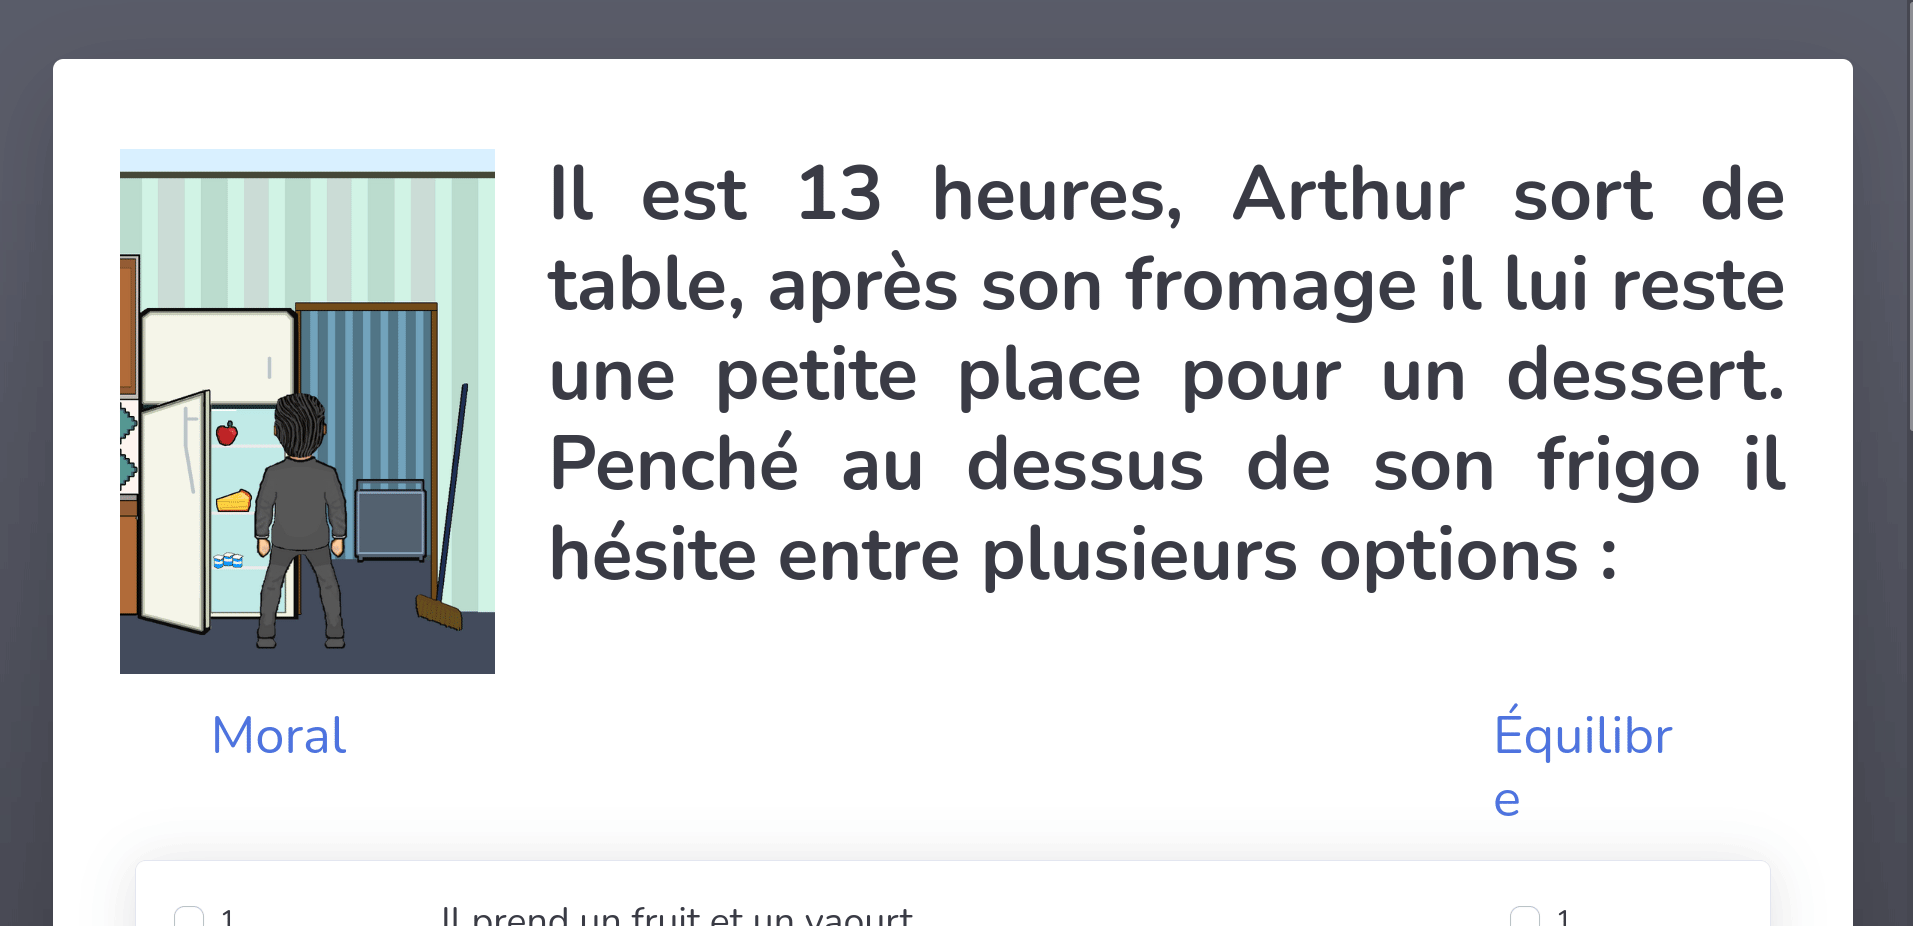 Il est 13 heures, Arthur sort de
table, après son fromage il lui reste
une petite place pour un dessert.
Penché au dessus de son frigo il
hésite entre plusieurs options :
Moral
Équilibr
e
1 Il prend un fruit et un yaourt 1